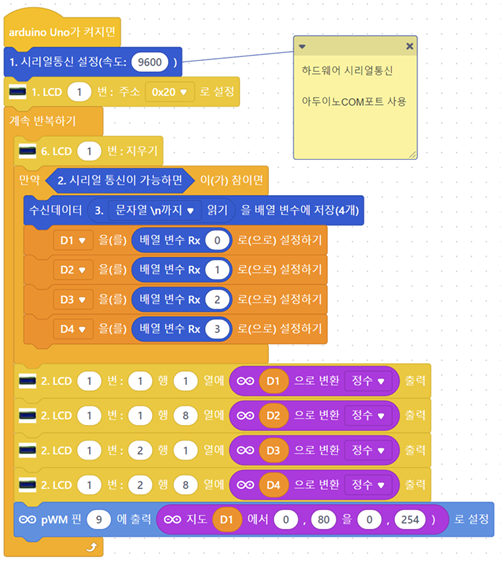 arduino Uno가 켜지면
1. 시리얼통신 설정(속도: 9600 )
하드웨어 시리얼통신
아두이노COM포트 사용
1. LCD 1 번 : 주소 0x20 로 설정
계속 반복하기
6. LCD 1 번 : 지우기
만약 2. 시리얼 통신이 가능하면 이(가) 참이면
수신데이터 3. 문자열 \n까지 읽기 을 배열 변수에 저장(4개)
D1 을(를) 배열 변수 Rx 0 로(으로) 설정하기
D2 을(를) 배열 변수 Rx 1 로(으로) 설정하기
D3 을(를) 배열 변수 Rx 2 로(으로) 설정하기
D4 을(를) 배열 변수 Rx 3 로(으로) 설정하기
2. LCD 1 번 : 1 행 1 열에 D1 으로 변환 정수 출력
2. LCD 1 번 : 1 행 8 열에 D2 으로 변환 정수 출력
2. LCD 1 번 : 2 행 1 열에 D3 으로 변환 정수 출력
2. LCD 1 번 : 2 행 8 열에 D4 으로 변환 정수 출력
pWM 핀 9 에 출력 지도 D1 에서 0 , 80 을 0 , 254 ) 로 설정